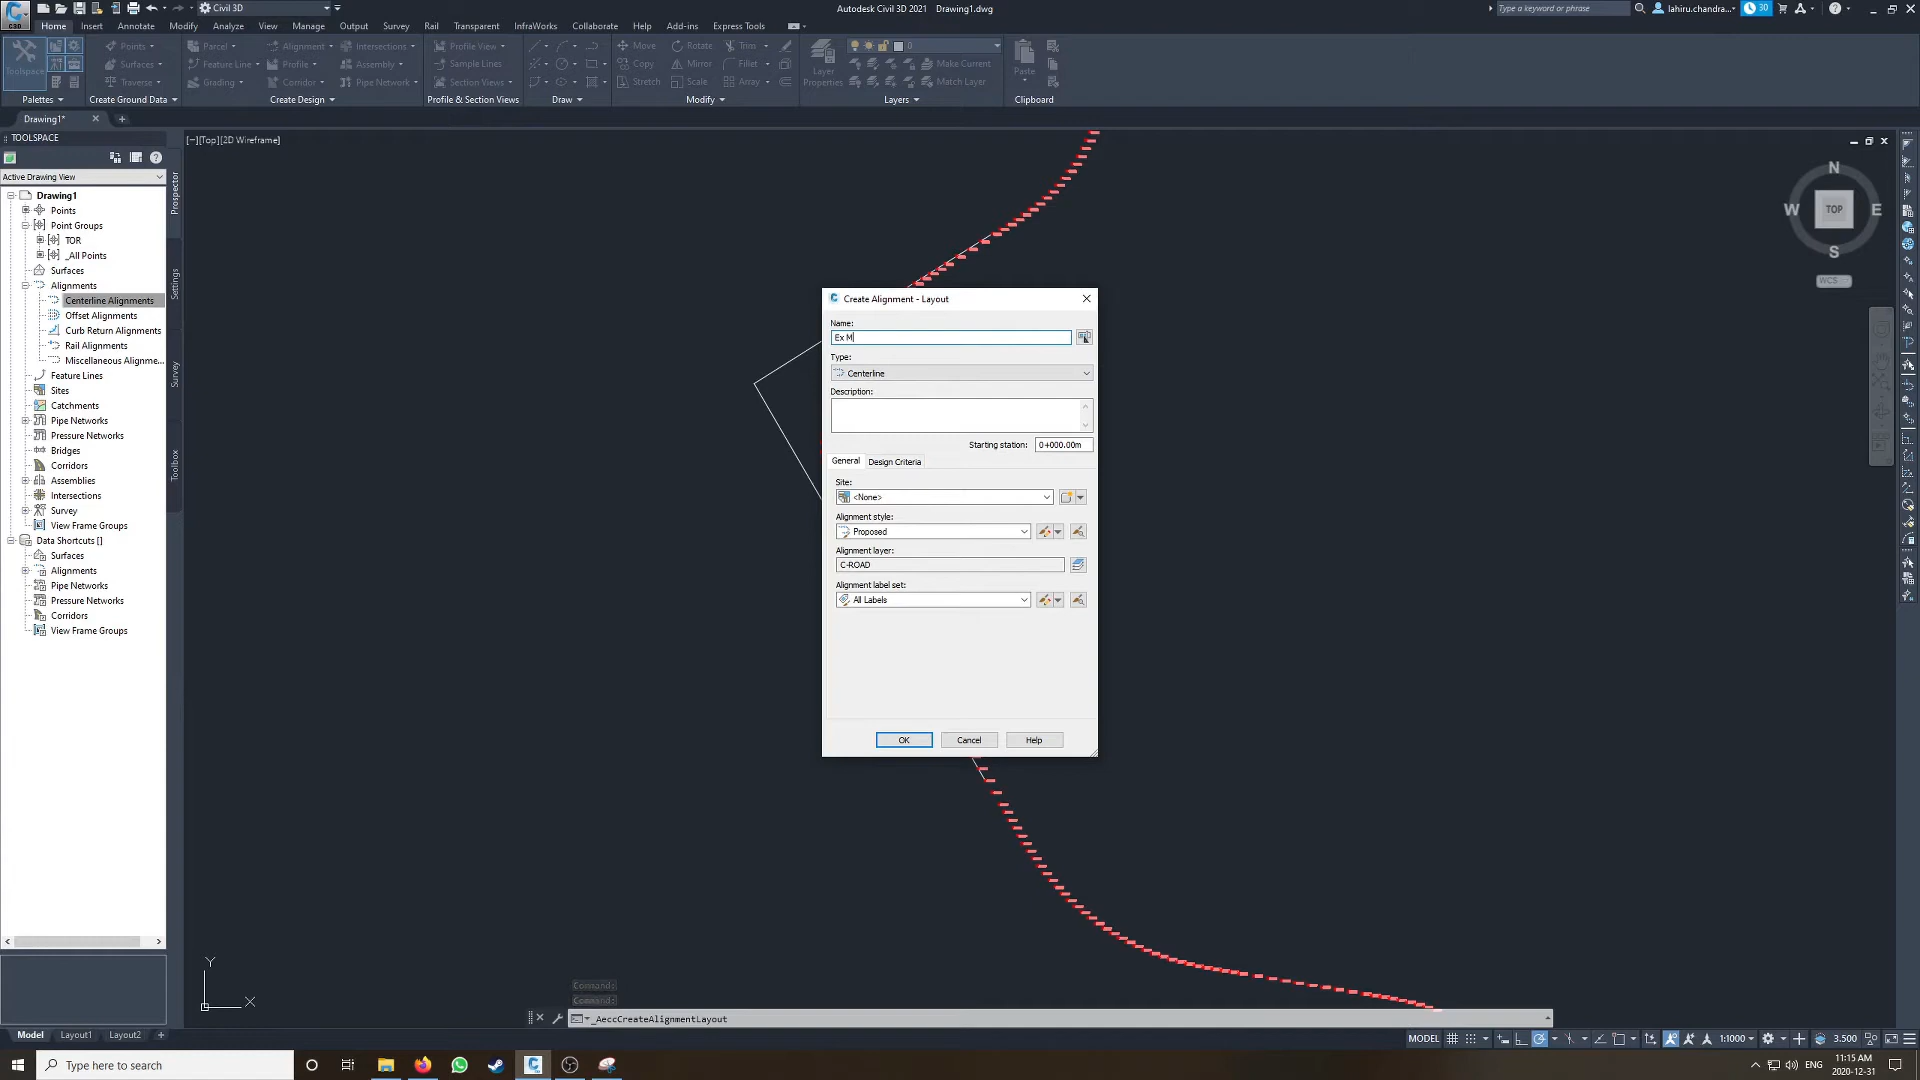 C3D
Civil 3D
Autodesk Civil 3D 2021 Drawing1.dwg
Type a keyword or phrase
lahiru.chandra...
30
Home Insert Annotate Modify Analyze View Manage Output Survey Rail Transparent InfraWorks Collaborate Help Add-ins Express Tools
Toolspace
Parcel
Points
Feature Line
Surfaces
Grading
Traverse
Alignment
Intersections
Profile
Assembly
Corridor
Pipe Network
Profile View
Sample Lines
Section Views
Move
Rotate
Trim
Copy
Mirror
Fillet
Stretch
Scale
Array
Layer
Properties
0
Make Current
Match Layer
Paste
Palettes
Create Ground Data
Create Design
Profile & Section Views
Draw
Modify
Layers
Clipboard
Drawing1*
TOOLSPACE
Active Drawing View
Drawing1
Points
Point Groups
TOR
_All Points
Surfaces
Alignments
Centerline Alignments
Offset Alignments
Curb Return Alignments
Rail Alignments
Miscellaneous Alignme...
Feature Lines
Sites
Catchments
Pipe Networks
Pressure Networks
Bridges
Corridors
Assemblies
Intersections
Survey
View Frame Groups
Data Shortcuts []
Surfaces
Alignments
Pipe Networks
Pressure Networks
Corridors
View Frame Groups
Prospector
Settings
Survey
Toolbox
[−][Top][2D Wireframe]
N
W
TOP
E
S
WCS
Create Alignment - Layout
Name:
Ex M
Type:
Centerline
Description:
Starting station:
0+000.00m
General
Design Criteria
Site:
<None>
Alignment style:
Proposed
Alignment layer:
C-ROAD
Alignment label set:
All Labels
OK
Cancel
Help
Y
X
Command:
Command:
_AeccCreateAlignmentLayout
Model
Layout1
Layout2
MODEL
1:1000
3.500
Type here to search
ENG
11:15 AM
2020-12-31